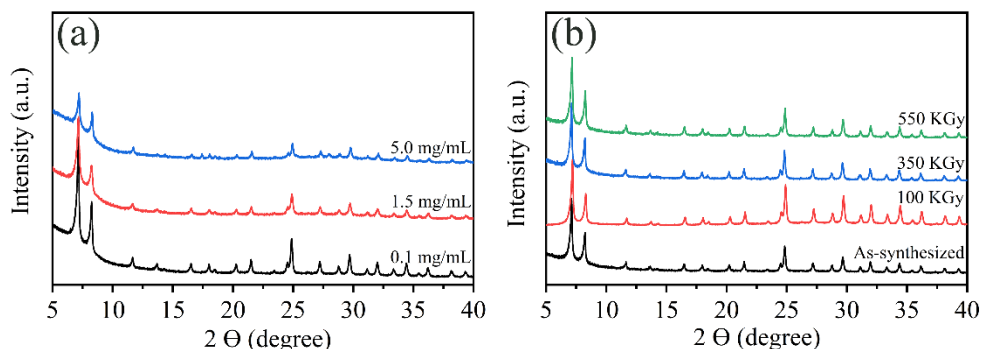 (a)
Intensity (a.u.)
5.0 mg/mL
1.5 mg/mL
0.1 mg/mL
5 10 15 20 25 30 35 40
2 Θ (degree)
(b)
Intensity (a.u.)
550 KGy
350 KGy
100 KGy
As-synthesized
5 10 15 20 25 30 35 40
2 Θ (degree)